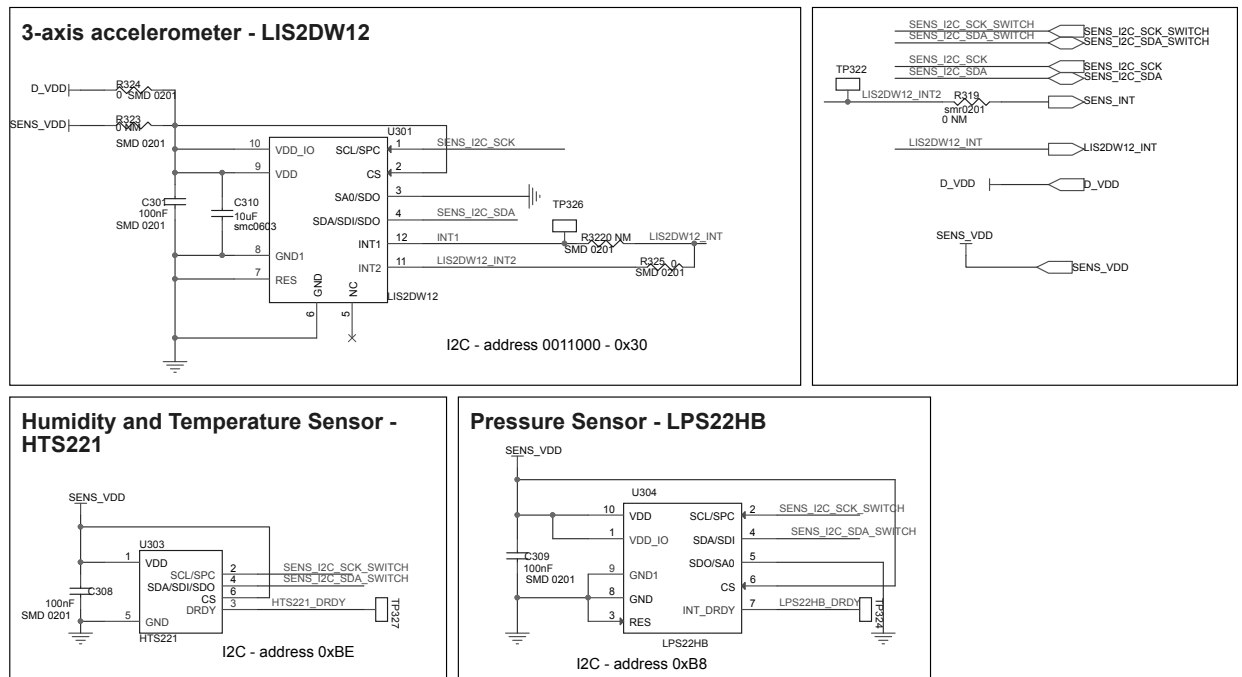 3-axis accelerometer - LIS2DW12
D_VDD
R324
0 SMD 0201
SENS_VDD
R323
0 NM
SMD 0201
U301
10 VDD_IO SCL/SPC 1 SENS_I2C_SCK
9 VDD CS 2
SA0/SDO 3
C301
100nF
SMD 0201
C310
10uF
smc0603
SDA/SDI/SDO 4 SENS_I2C_SDA
TP326
INT1 12 INT1 R322 0 NM LIS2DW12_INT
SMD 0201
8 GND1
INT2 11 LIS2DW12_INT2 R325 0
SMD 0201
7 RES
GND
NC
LIS2DW12
6
5
I2C - address 0011000 - 0x30
SENS_I2C_SCK_SWITCH SENS_I2C_SCK_SWITCH
SENS_I2C_SDA_SWITCH SENS_I2C_SDA_SWITCH
SENS_I2C_SCK SENS_I2C_SCK
SENS_I2C_SDA SENS_I2C_SDA
TP322
LIS2DW12_INT2 R319 SENS_INT
smr0201
0 NM
LIS2DW12_INT LIS2DW12_INT
D_VDD D_VDD
SENS_VDD
SENS_VDD
Humidity and Temperature Sensor -
HTS221
SENS_VDD
U303
1 VDD
SCL/SPC 2 SENS_I2C_SCK_SWITCH
SDA/SDI/SDO 4 SENS_I2C_SDA_SWITCH
CS 6
DRDY 3 HTS221_DRDY
TP327
C308
100nF
SMD 0201
5 GND
HTS221
I2C - address 0xBE
Pressure Sensor - LPS22HB
SENS_VDD
U304
10 VDD SCL/SPC 2 SENS_I2C_SCK_SWITCH
1 VDD_IO SDA/SDI 4 SENS_I2C_SDA_SWITCH
C309
100nF
SMD 0201
SDO/SA0 5
9 GND1
CS 6
8 GND
INT_DRDY 7 LPS22HB_DRDY
TP324
3 RES
LPS22HB
I2C - address 0xB8